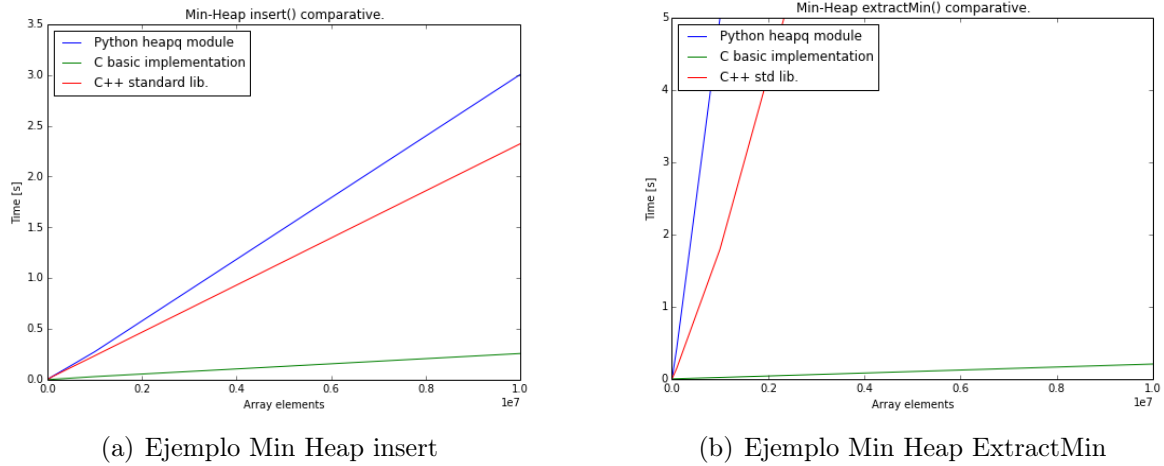 Min-Heap insert() comparative.
3.5
3.0
2.5
2.0
1.5
1.0
0.5
0.0
Time [s]
Python heapq module
C basic implementation
C++ standard lib.
0.0 0.2 0.4 0.6 0.8 1.0
1e7
Array elements
(a) Ejemplo Min Heap insert
Min-Heap extractMin() comparative.
5
4
3
2
1
0
Time [s]
Python heapq module
C basic implementation
C++ std lib.
0.0 0.2 0.4 0.6 0.8 1.0
1e7
Array elements
(b) Ejemplo Min Heap ExtractMin